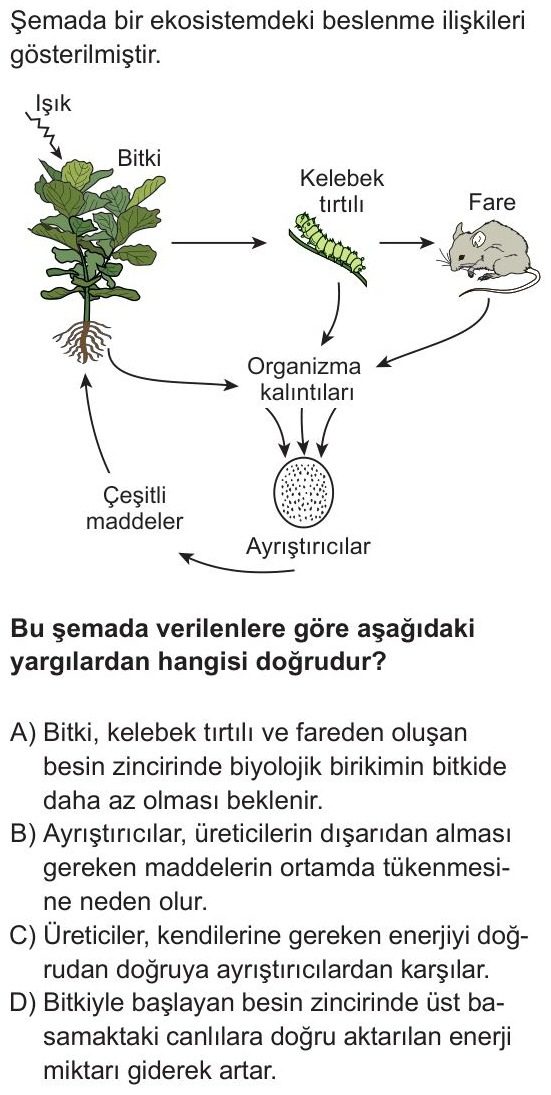 Şemada bir ekosistemdeki beslenme ilişkileri
gösterilmiştir.
Işık
Bitki
Kelebek
tırtılı
Fare
Organizma
kalıntıları
Çeşitli
maddeler
Ayrıştırıcılar
Bu şemada verilenlere göre aşağıdaki
yargılardan hangisi doğrudur?
A) Bitki, kelebek tırtılı ve fareden oluşan
besin zincirinde biyolojik birikimin bitkide
daha az olması beklenir.
B) Ayrıştırıcılar, üreticilerin dışarıdan alması
gereken maddelerin ortamda tükenmesi-
ne neden olur.
C) Üreticiler, kendilerine gereken enerjiyi doğ-
rudan doğruya ayrıştırıcılardan karşılar.
D) Bitkiyle başlayan besin zincirinde üst ba-
samaktaki canlılara doğru aktarılan enerji
miktarı giderek artar.